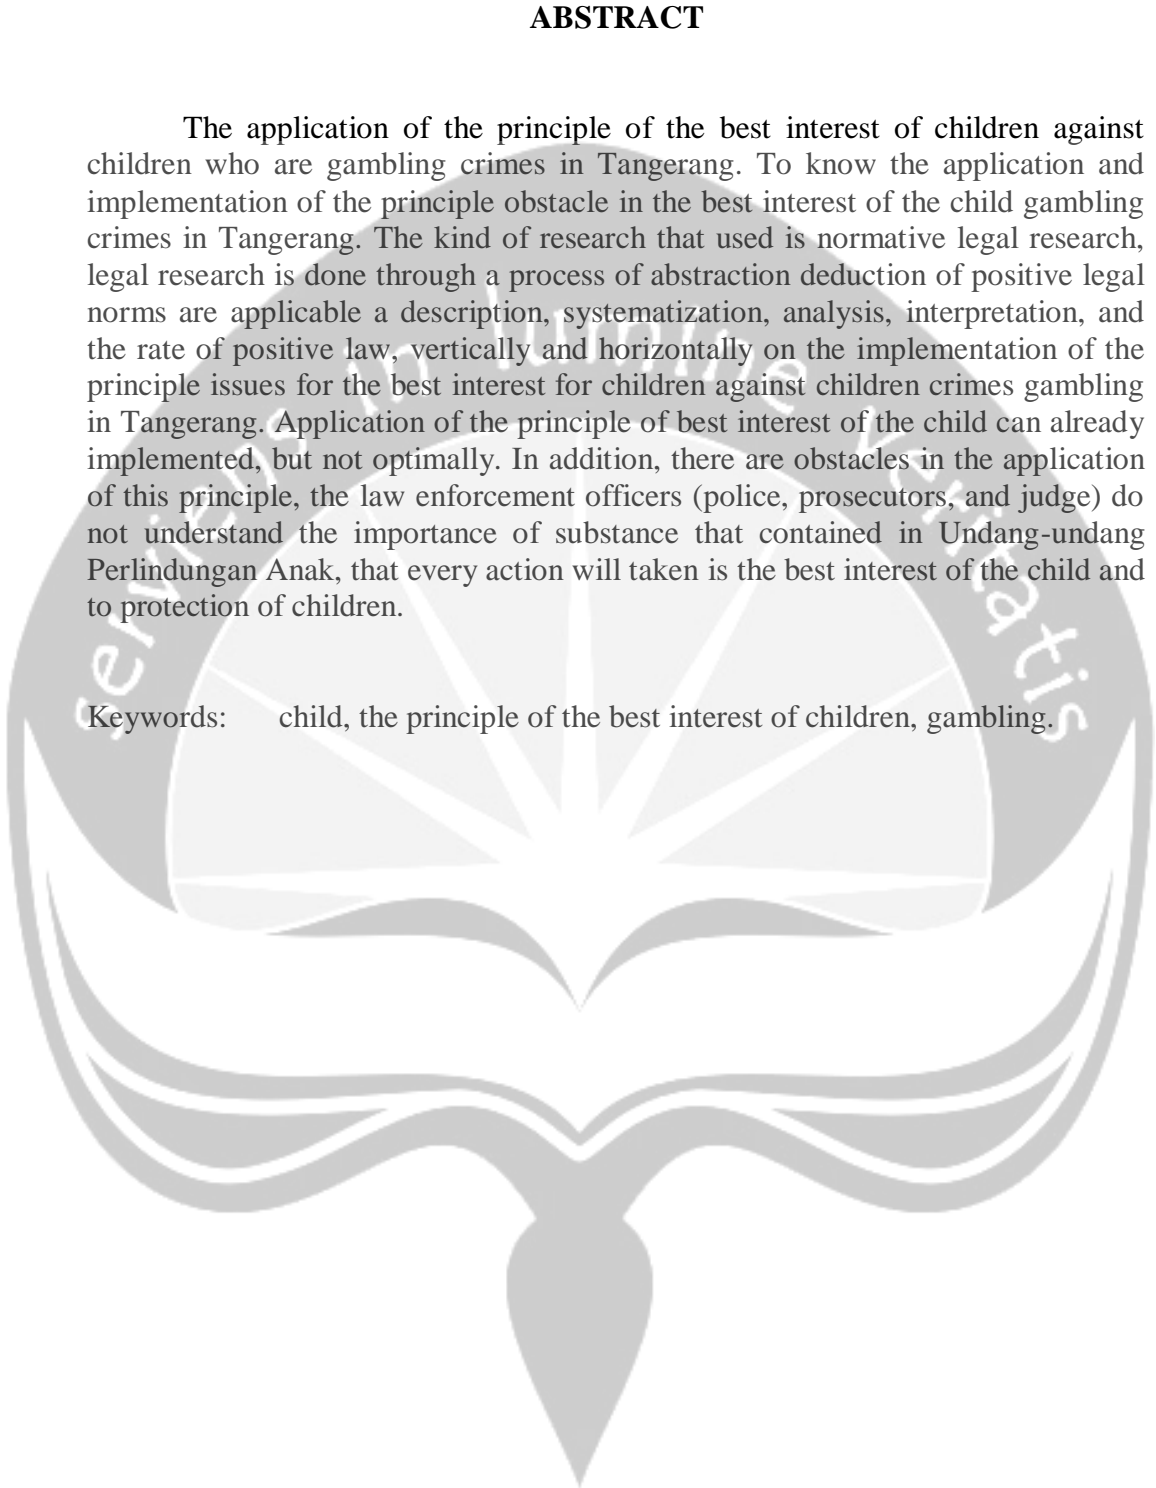 ABSTRACT
The application of the principle of the best interest of children against
children who are gambling crimes in Tangerang. To know the application and
implementation of the principle obstacle in the best interest of the child gambling
crimes in Tangerang. The kind of research that used is normative legal research,
legal research is done through a process of abstraction deduction of positive legal
norms are applicable a description, systematization, analysis, interpretation, and
the rate of positive law, vertically and horizontally on the implementation of the
principle issues for the best interest for children against children crimes gambling
in Tangerang. Application of the principle of best interest of the child can already
implemented, but not optimally. In addition, there are obstacles in the application
of this principle, the law enforcement officers (police, prosecutors, and judge) do
not understand the importance of substance that contained in Undang-undang
Perlindungan Anak, that every action will taken is the best interest of the child and
to protection of children.
Keywords: child, the principle of the best interest of children, gambling.
serviens in lumine veritatis